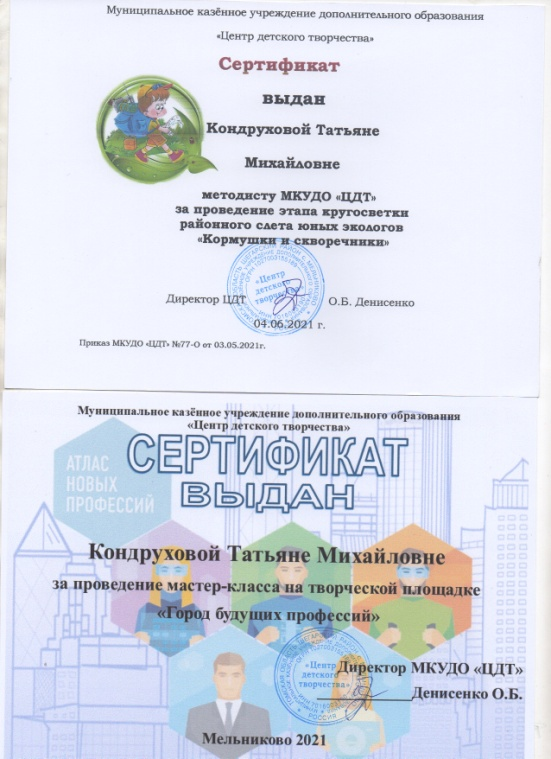 Муниципальное казённое учреждение дополнительного образования
«Центр детского творчества»
Сертификат
выдан
Кондруховой Татьяне
Михайловне
методисту МКУДО «ЦДТ»
за проведение этапа кругосветки
районного слета юных экологов
«Кормушки и скворечники»
«Центр
детского
творчества»
Директор ЦДТ О.Б. Денисенко
04.06.2021 г.
Приказ МКУДО «ЦДТ» №77-О от 03.05.2021г.
Муниципальное казённое учреждение дополнительного образования
«Центр детского творчества»
СЕРТИФИКАТ
ВЫДАН
АТЛАС
НОВЫХ
ПРОФЕССИЙ
Кондруховой Татьяне Михайловне
за проведение мастер-класса на творческой площадке
«Город будущих профессий»
«Центр
детского
творчества»
Директор МКУДО «ЦДТ»
Денисенко О.Б.
Мельниково 2021